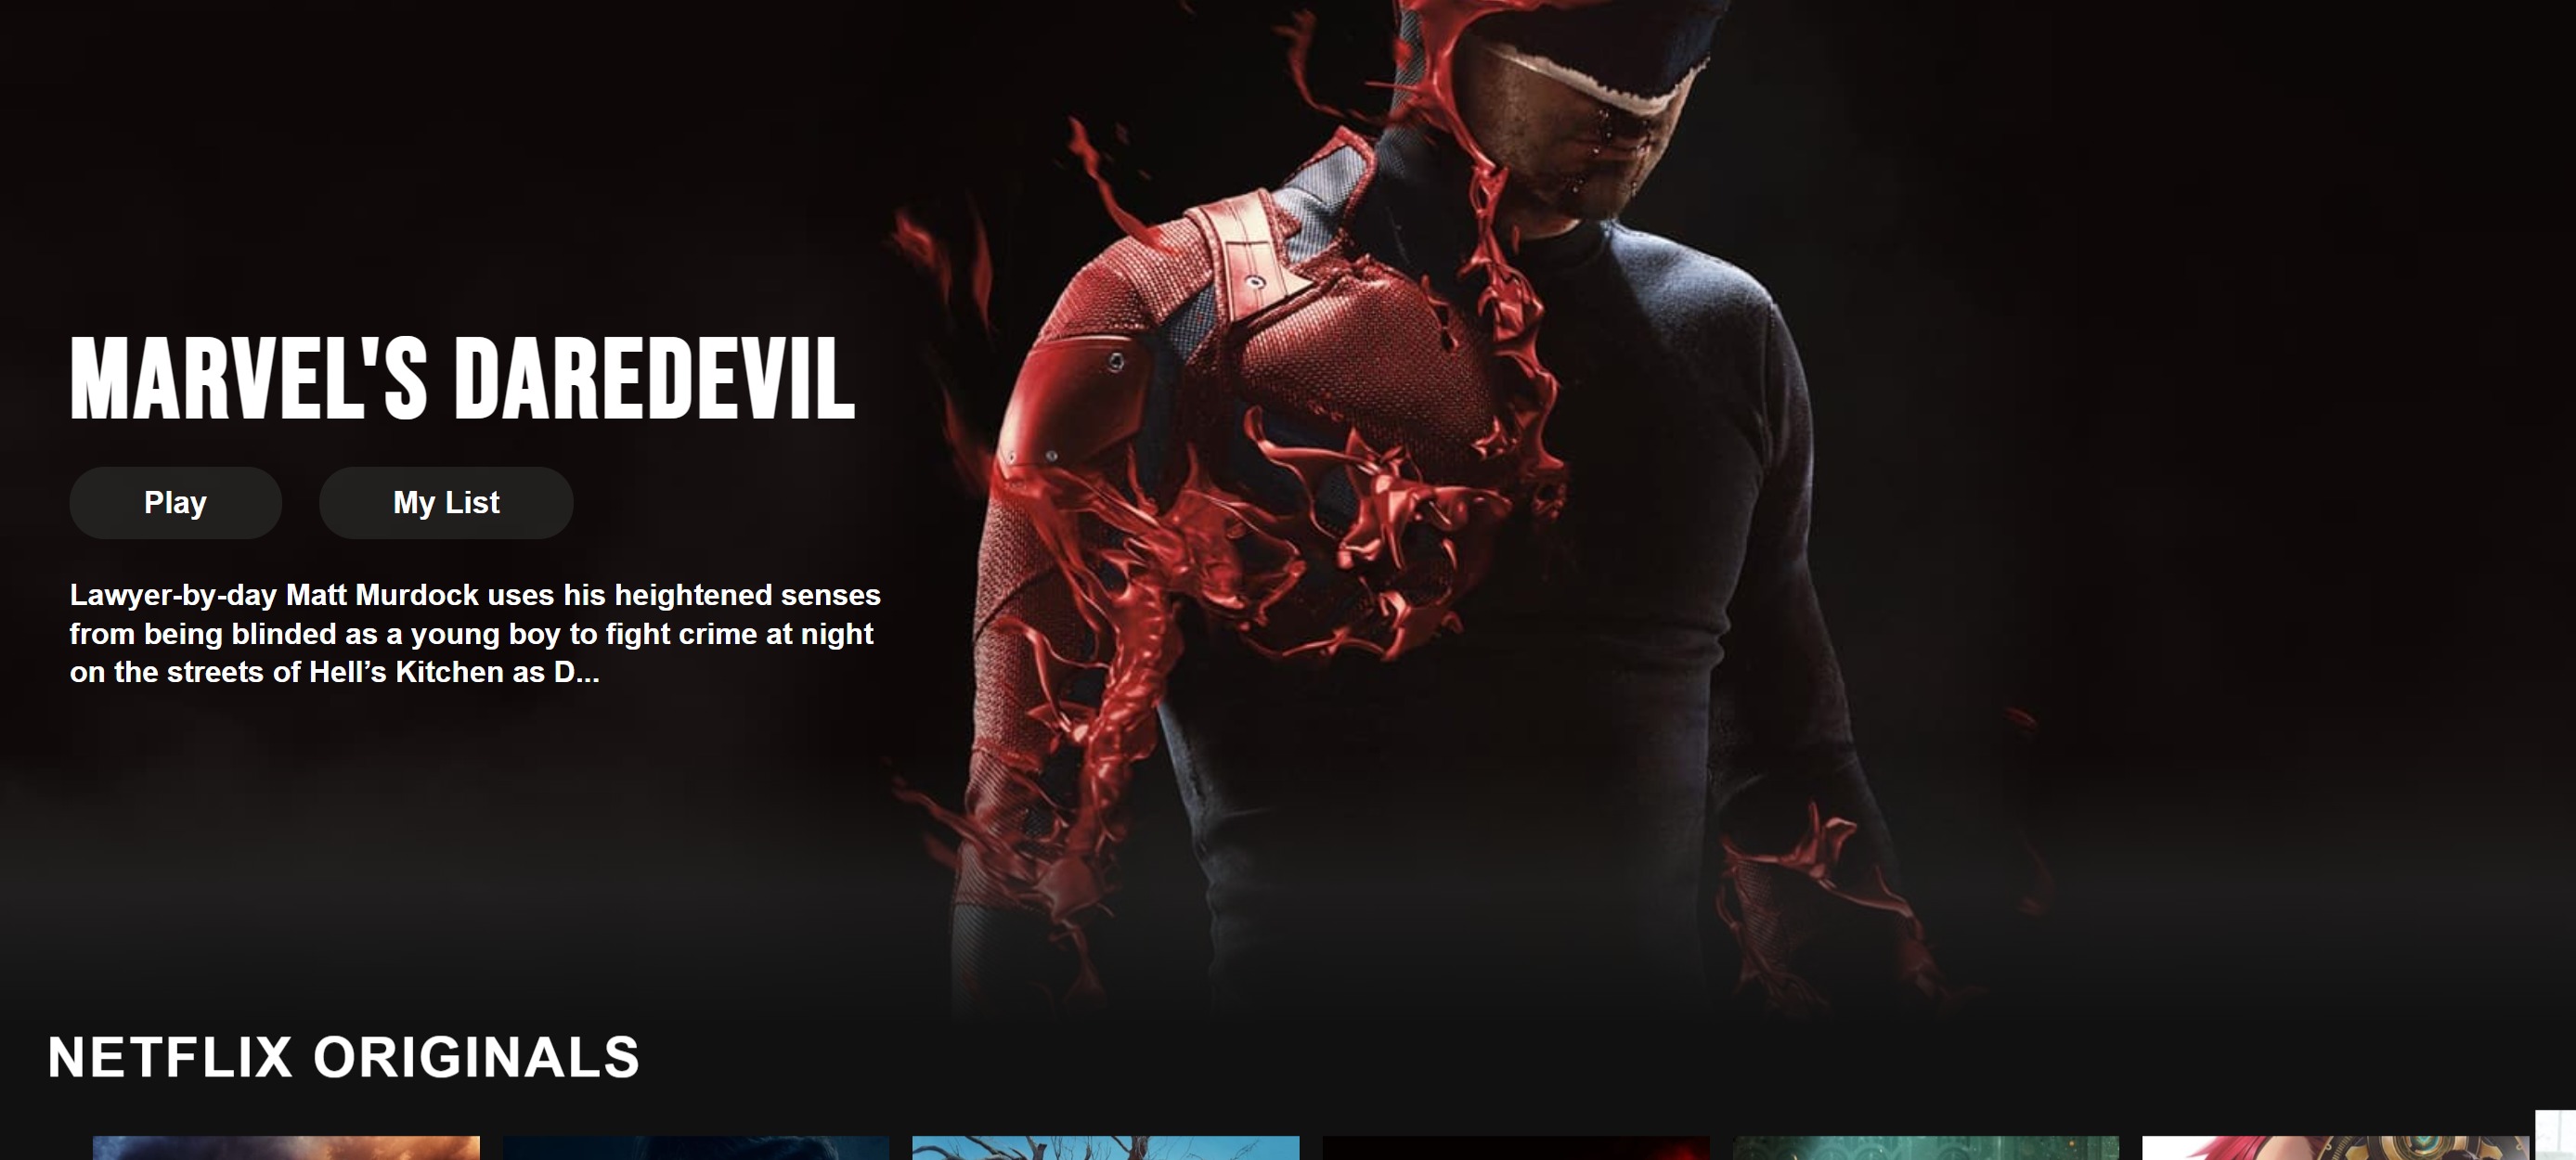 MARVEL'S DAREDEVIL
Play
My List
Lawyer-by-day Matt Murdock uses his heightened senses
from being blinded as a young boy to fight crime at night
on the streets of Hell’s Kitchen as D...
NETFLIX ORIGINALS